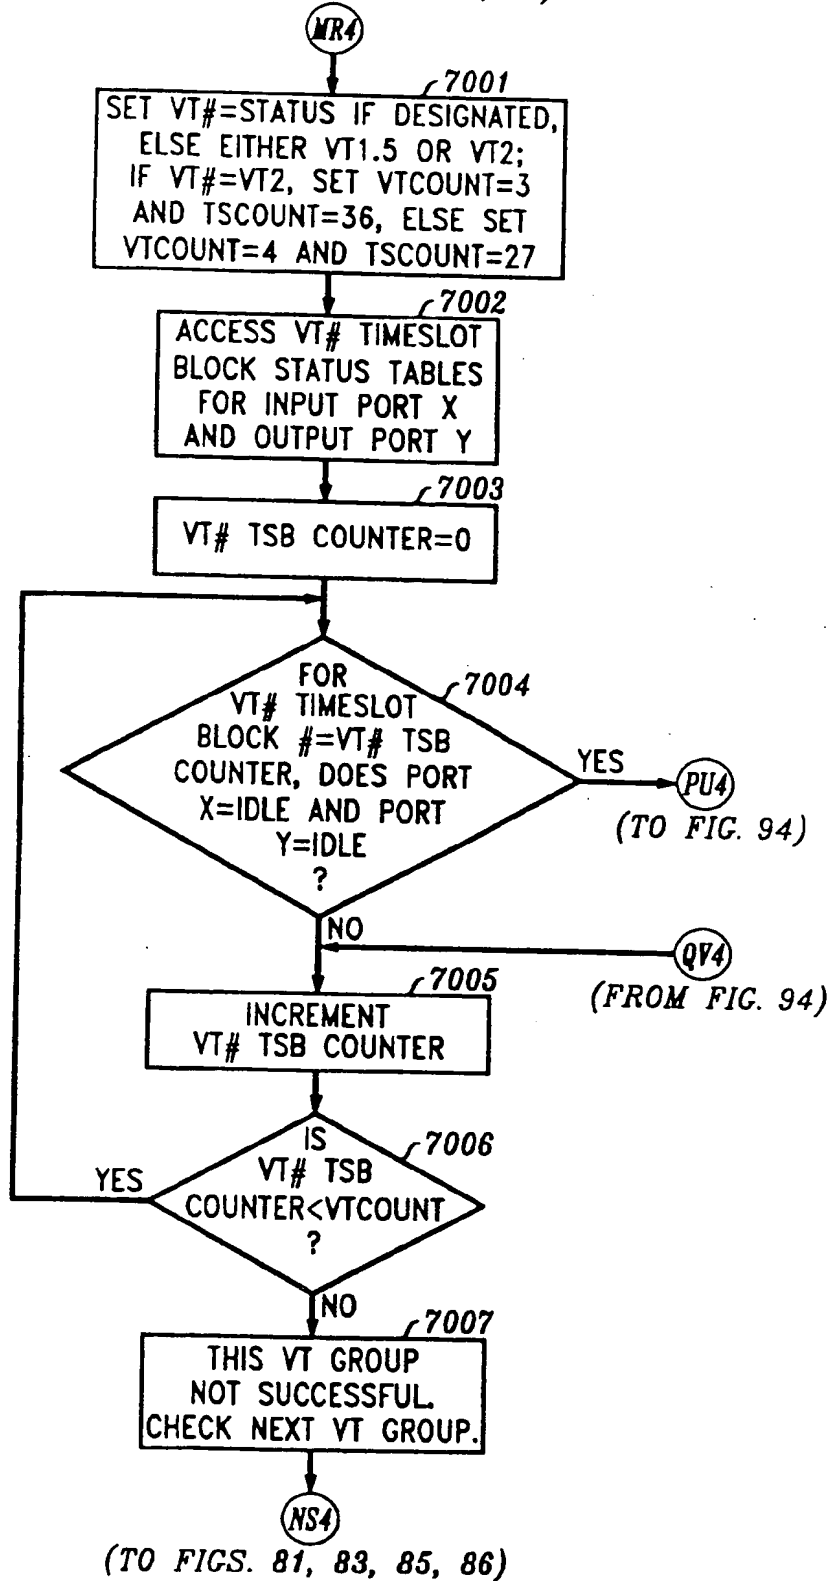 MR4
7001
SET VT#=STATUS IF DESIGNATED,
ELSE EITHER VT1.5 OR VT2;
IF VT#=VT2, SET VTCOUNT=3
AND TSCOUNT=36, ELSE SET
VTCOUNT=4 AND TSCOUNT=27
7002
ACCESS VT# TIMESLOT
BLOCK STATUS TABLES
FOR INPUT PORT X
AND OUTPUT PORT Y
7003
VT# TSB COUNTER=0
7004
FOR
VT# TIMESLOT
BLOCK #=VT# TSB
COUNTER, DOES PORT
X=IDLE AND PORT
Y=IDLE
?
YES
PU4
(TO FIG. 94)
NO
QV4
(FROM FIG. 94)
7005
INCREMENT
VT# TSB COUNTER
7006
IS
VT# TSB
COUNTER<VTCOUNT
?
YES
NO
7007
THIS VT GROUP
NOT SUCCESSFUL.
CHECK NEXT VT GROUP.
NS4
(TO FIGS. 81, 83, 85, 86)